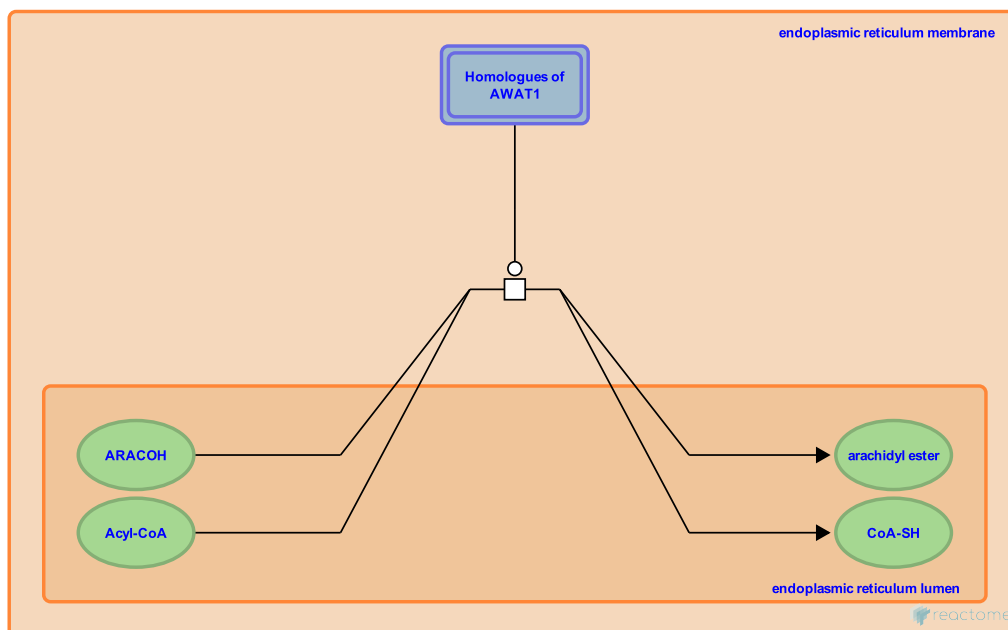 endoplasmic reticulum membrane
Homologues of
AWAT1
ARACOH
arachidyl ester
Acyl-CoA
CoA-SH
endoplasmic reticulum lumen
reactome